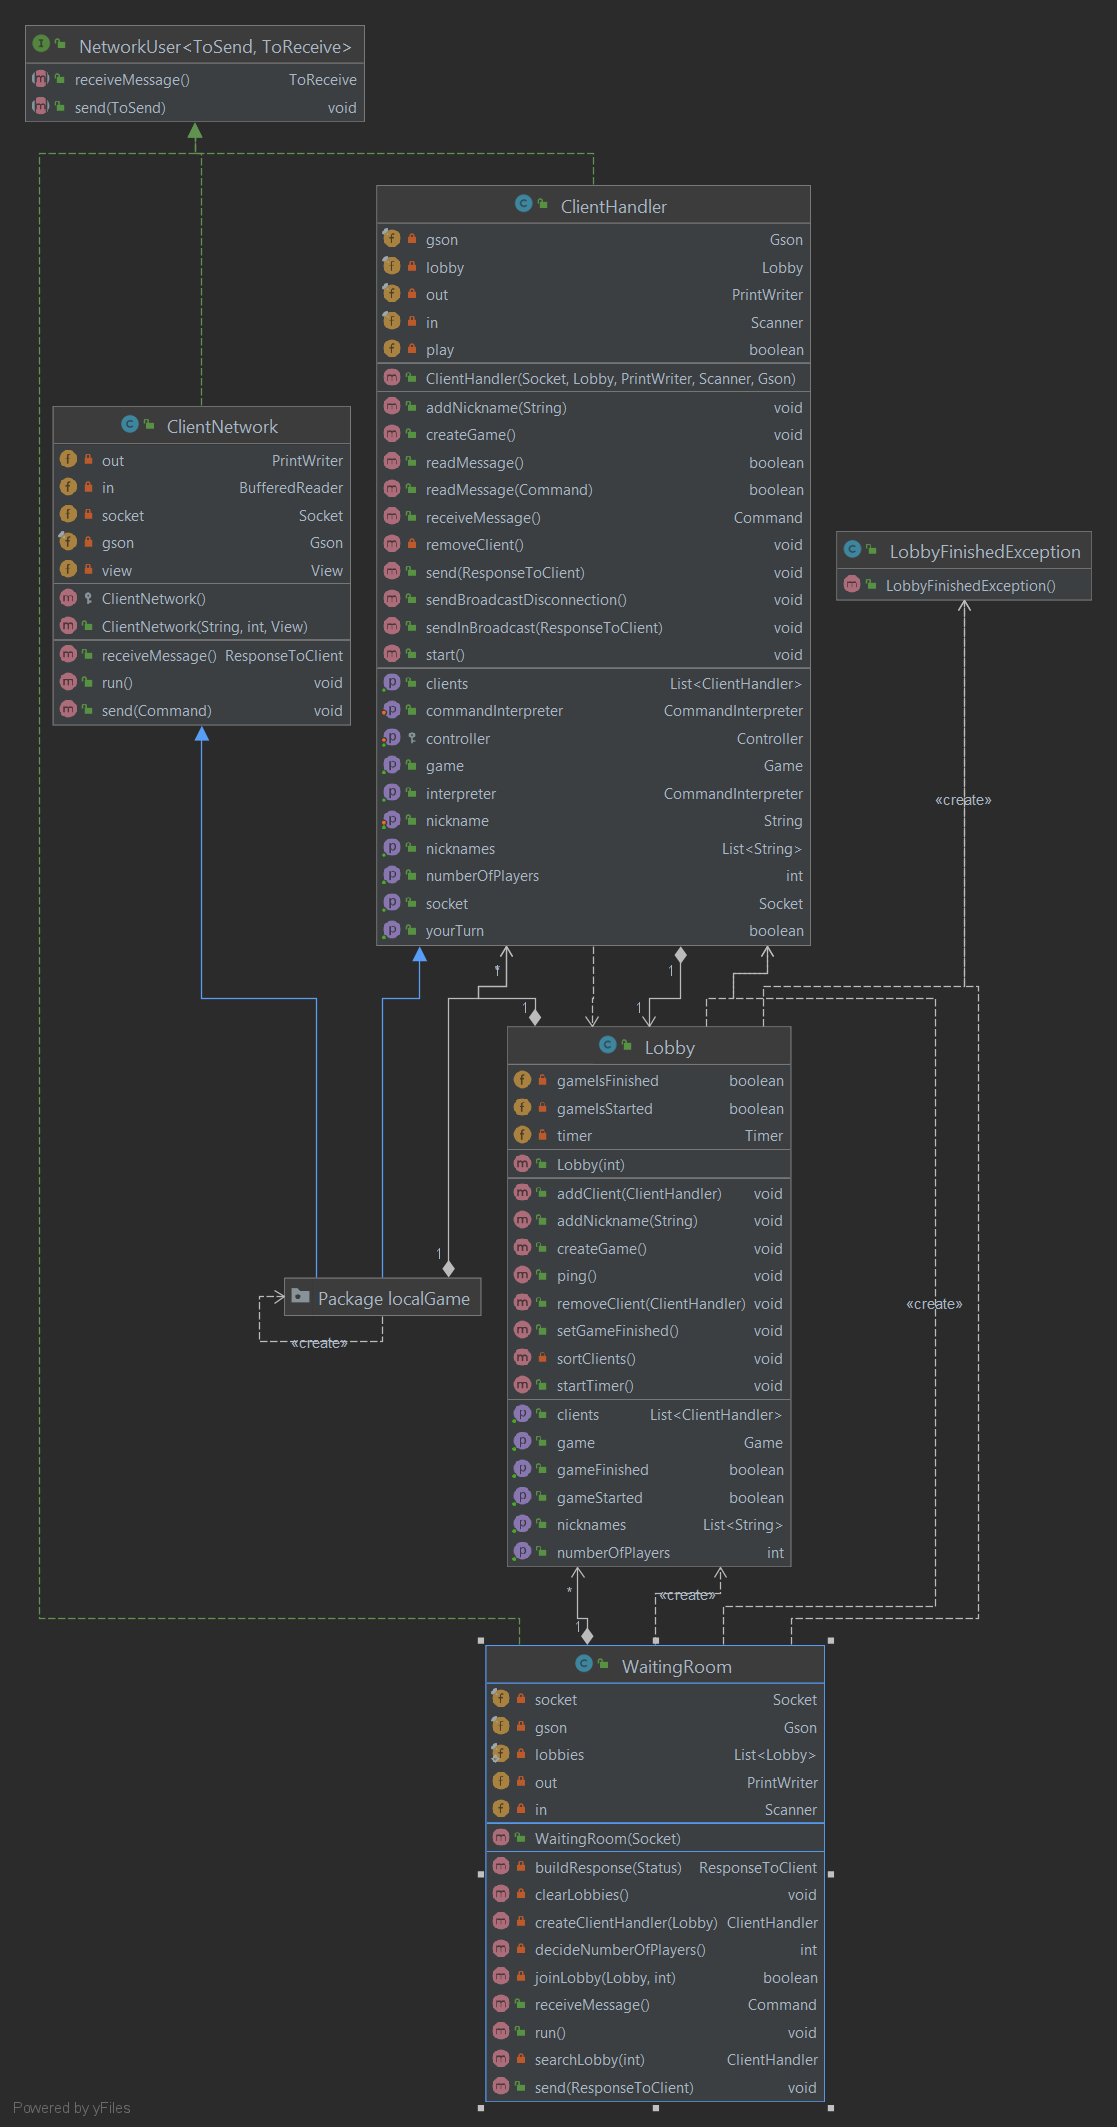 NetworkUser<ToSend, ToReceive>
receiveMessage() ToReceive
send(ToSend) void
ClientHandler
gson Gson
lobby Lobby
out PrintWriter
in Scanner
play boolean
ClientHandler(Socket, Lobby, PrintWriter, Scanner, Gson)
addNickname(String) void
createGame() void
readMessage() boolean
readMessage(Command) boolean
receiveMessage() Command
removeClient() void
send(ResponseToClient) void
sendBroadcastDisconnection() void
sendInBroadcast(ResponseToClient) void
start() void
clients List<ClientHandler>
commandInterpreter CommandInterpreter
controller Controller
game Game
interpreter CommandInterpreter
nickname String
nicknames List<String>
numberOfPlayers int
socket Socket
yourTurn boolean
ClientNetwork
out PrintWriter
in BufferedReader
socket Socket
gson Gson
view View
ClientNetwork()
ClientNetwork(String, int, View)
receiveMessage() ResponseToClient
run() void
send(Command) void
LobbyFinishedException
LobbyFinishedException()
«create»
*
1
1
1
Lobby
gameIsFinished boolean
gameIsStarted boolean
timer Timer
Lobby(int)
addClient(ClientHandler) void
addNickname(String) void
createGame() void
ping() void
removeClient(ClientHandler) void
setGameFinished() void
sortClients() void
startTimer() void
clients List<ClientHandler>
game Game
gameFinished boolean
gameStarted boolean
nicknames List<String>
numberOfPlayers int
1
Package localGame
«create»
«create»
*
«create»
1
WaitingRoom
socket Socket
gson Gson
lobbies List<Lobby>
out PrintWriter
in Scanner
WaitingRoom(Socket)
buildResponse(Status) ResponseToClient
clearLobbies() void
createClientHandler(Lobby) ClientHandler
decideNumberOfPlayers() int
joinLobby(Lobby, int) boolean
receiveMessage() Command
run() void
searchLobby(int) ClientHandler
send(ResponseToClient) void
Powered by yFiles